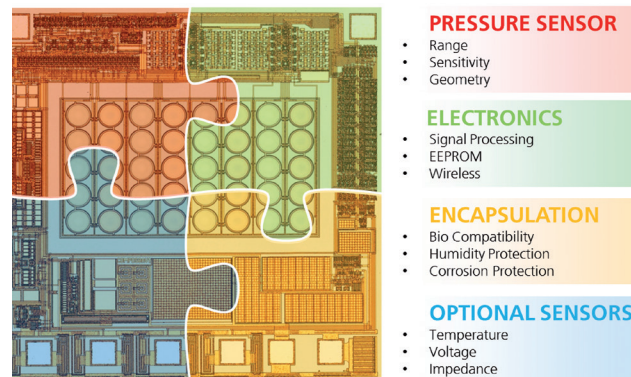 PRESSURE SENSOR
• Range
• Sensitivity
• Geometry
ELECTRONICS
• Signal Processing
• EEPROM
• Wireless
ENCAPSULATION
• Bio Compatibility
• Humidity Protection
• Corrosion Protection
OPTIONAL SENSORS
• Temperature
• Voltage
• Impedance